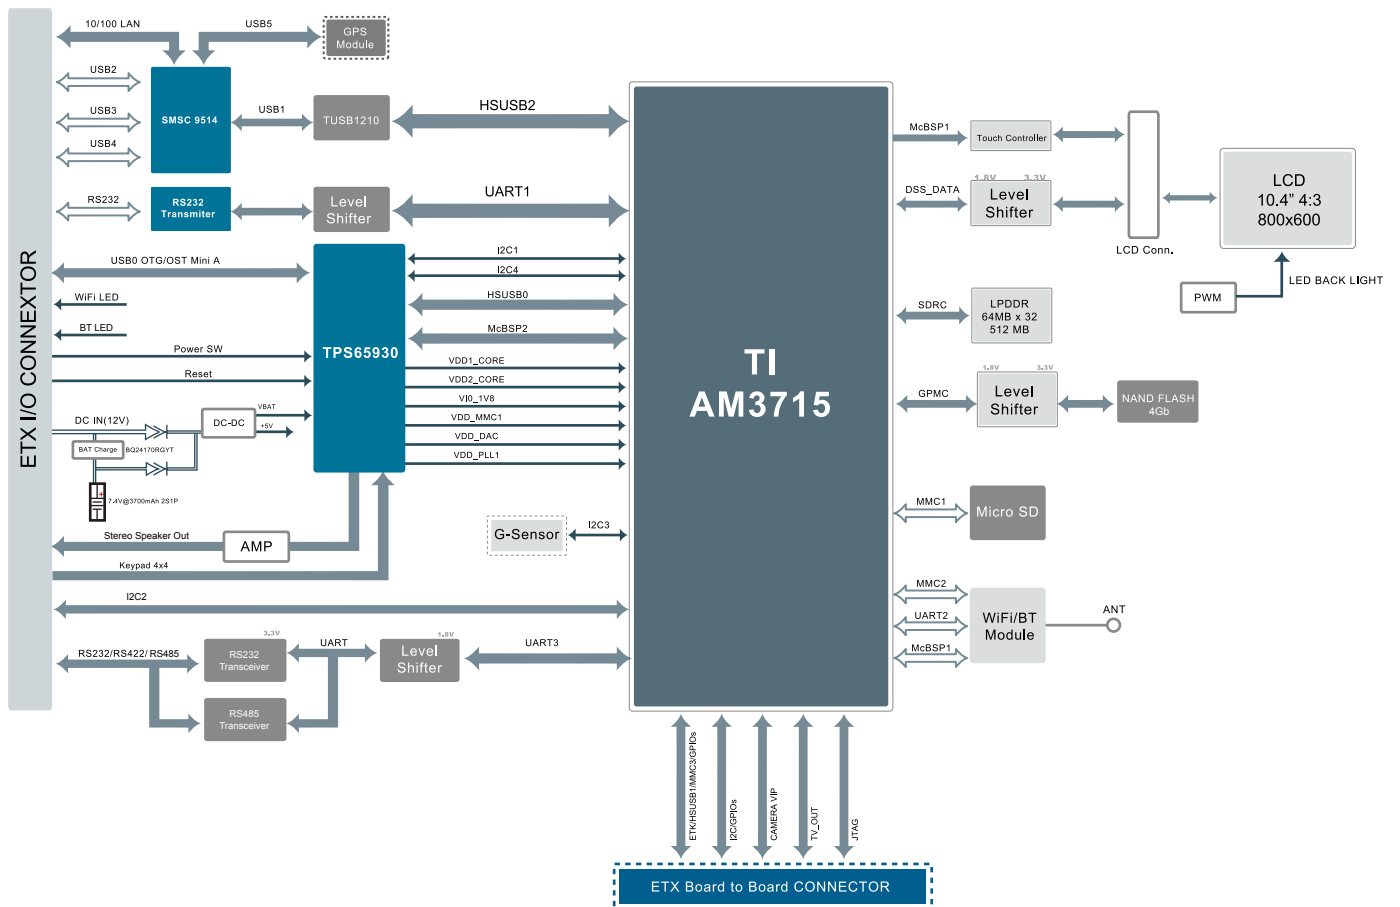 ETX I/O CONNEXTOR
10/100 LAN
USB5
GPS
Module
USB2
USB3
USB4
SMSC 9514
USB1
TUSB1210
HSUSB2
RS232
RS232
Transmiter
Level
Shifter
UART1
USB0 OTG/OST Mini A
WiFi LED
BT LED
Power SW
Reset
DC IN(12V)
DC-DC
VBAT
+5V
BAT Charge
BQ24170RGYT
+
7.4V@3700mAh 2S1P
TPS65930
I2C1
I2C4
HSUSB0
McBSP2
VDD1_CORE
VDD2_CORE
VI0_1V8
VDD_MMC1
VDD_DAC
VDD_PLL1
Stereo Speaker Out
AMP
Keypad 4x4
G-Sensor
I2C3
I2C2
RS232/RS422/RS485
3.3V
RS232
Transceiver
UART
1.8V
Level
Shifter
UART3
RS485
Transceiver
TI
AM3715
McBSP1
Touch Controller
DSS_DATA
1.8V
3.3V
Level
Shifter
LCD Conn.
LCD
10.4” 4:3
800x600
PWM
LED BACK LIGHT
SDRC
LPDDR
64MB x 32
512 MB
GPMC
1.8V
3.3V
Level
Shifter
NAND FLASH
4Gb
MMC1
Micro SD
MMC2
UART2
McBSP1
WiFi/BT
Module
ANT
ETK/HSUSB1/MMC3/GPIOs
I2C/GPIOs
CAMERA VIP
TV_OUT
JTAG
ETX Board to Board CONNECTOR